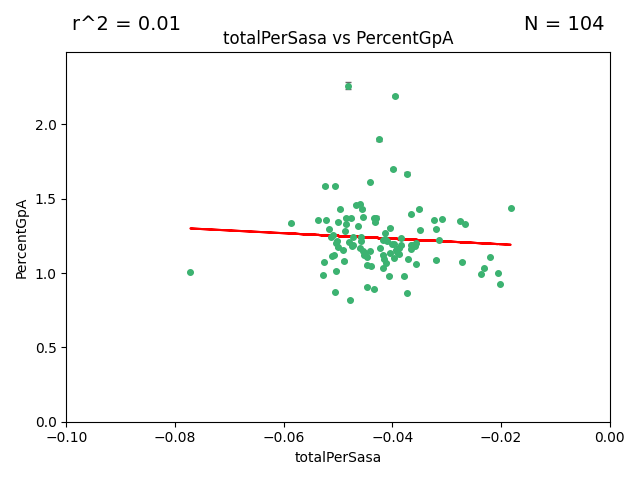 r^2 = 0.01
N = 104
totalPerSasa vs PercentGpA
PercentGpA
2.0
1.5
1.0
0.5
0.0
−0.10
−0.08
−0.06
−0.04
−0.02
0.00
totalPerSasa